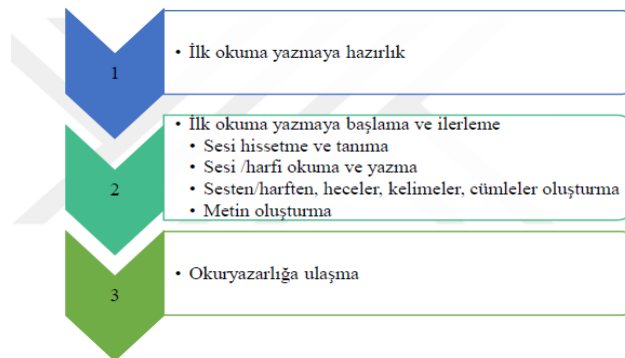 1
• İlk okuma yazmaya hazırlık
2
• İlk okuma yazmaya başlama ve ilerleme
• Sesi hissetme ve tanıma
• Sesi /harfi okuma ve yazma
• Sesten/harften, heceler, kelimeler, cümleler oluşturma
• Metin oluşturma
3
• Okuryazarlığa ulaşma